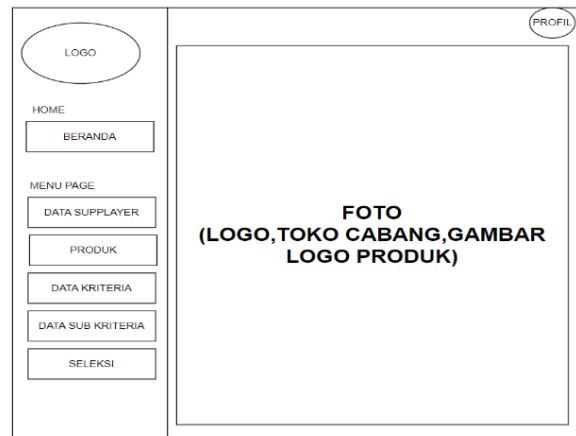 LOGO
HOME
BERANDA
MENU PAGE
DATA SUPPLAYER
PRODUK
DATA KRITERIA
DATA SUB KRITERIA
SELEKSI
PROFIL
FOTO
(LOGO,TOKO CABANG,GAMBAR
LOGO PRODUK)